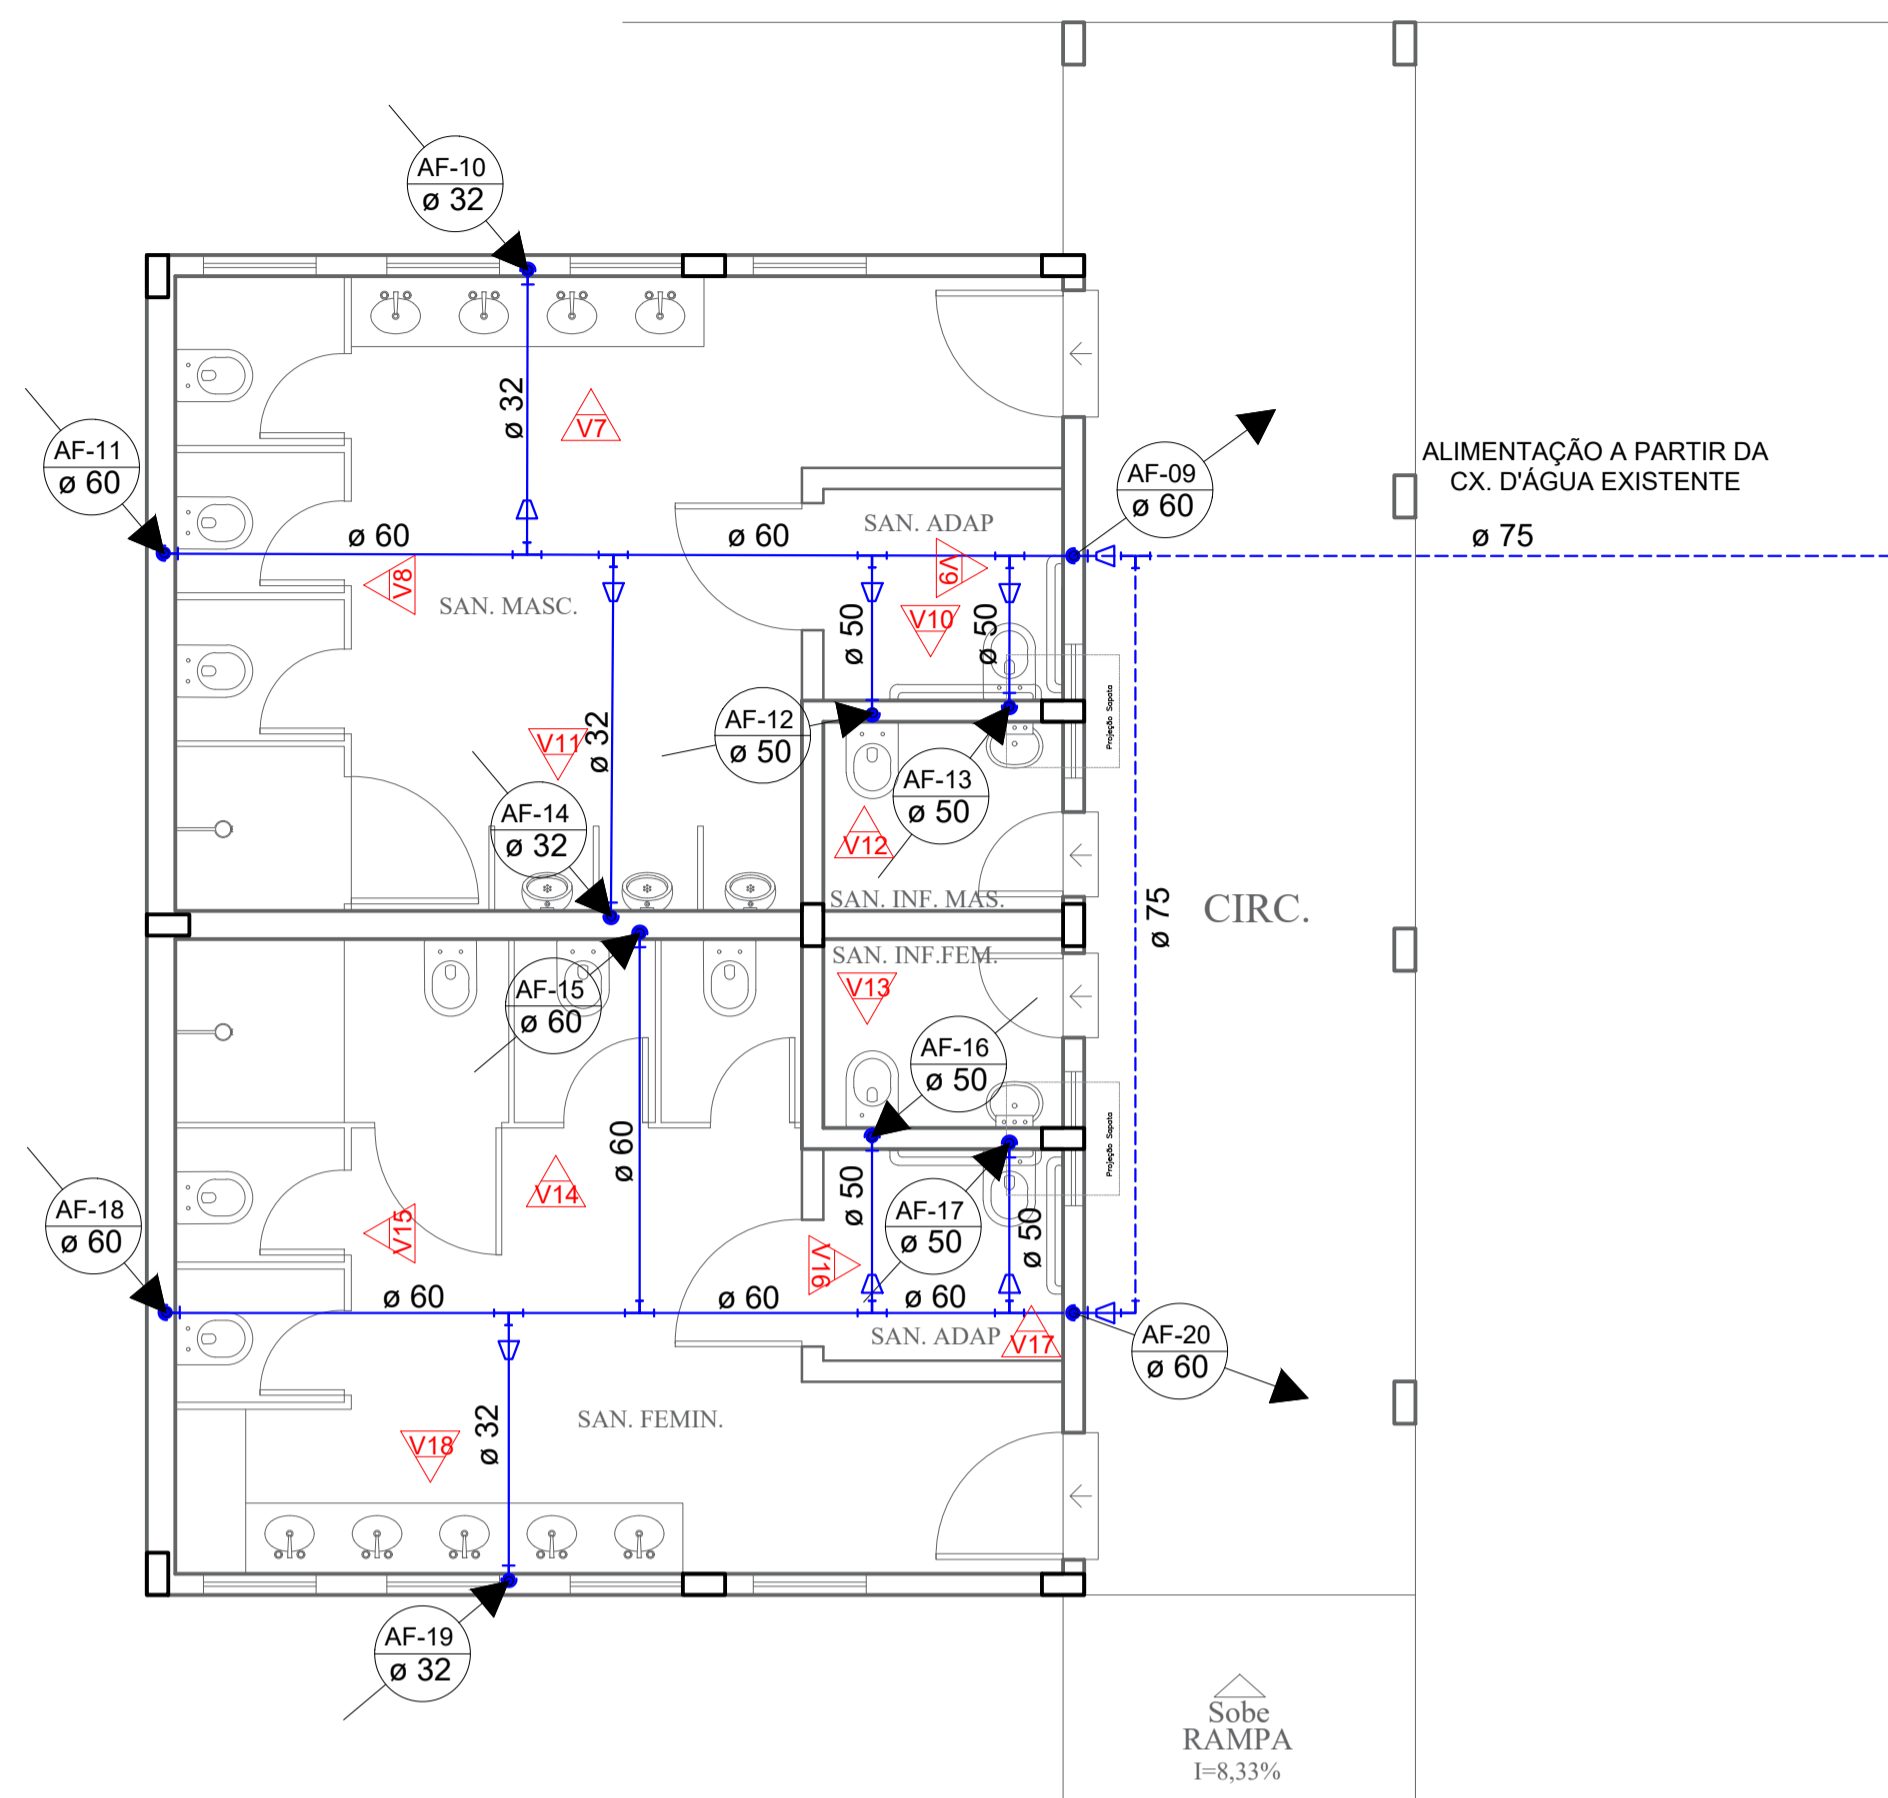 AF-10
ø 32
AF-11
ø 60
ø 32
V7
AF-09
ø 60
ALIMENTAÇÃO A PARTIR DA
CX. D'ÁGUA EXISTENTE
ø 75
SAN. ADAP
ø 60
ø 60
V8
SAN. MASC.
V9
V10
ø 50
ø 50
Projeção Sapata
AF-12
ø 50
V11
ø 32
AF-13
ø 50
AF-14
ø 32
V12
SAN. INF. MAS.
ø 75
CIRC.
SAN. INF.FEM.
V13
AF-15
ø 60
AF-16
ø 50
Projeção Sapata
ø 60
V14
ø 50
AF-18
ø 60
V15
AF-17
ø 50
ø 50
V16
ø 60
ø 60
ø 60
SAN. ADAP
V17
AF-20
ø 60
SAN. FEMIN.
V18
ø 32
AF-19
ø 32
Sobe
RAMPA
I=8,33%